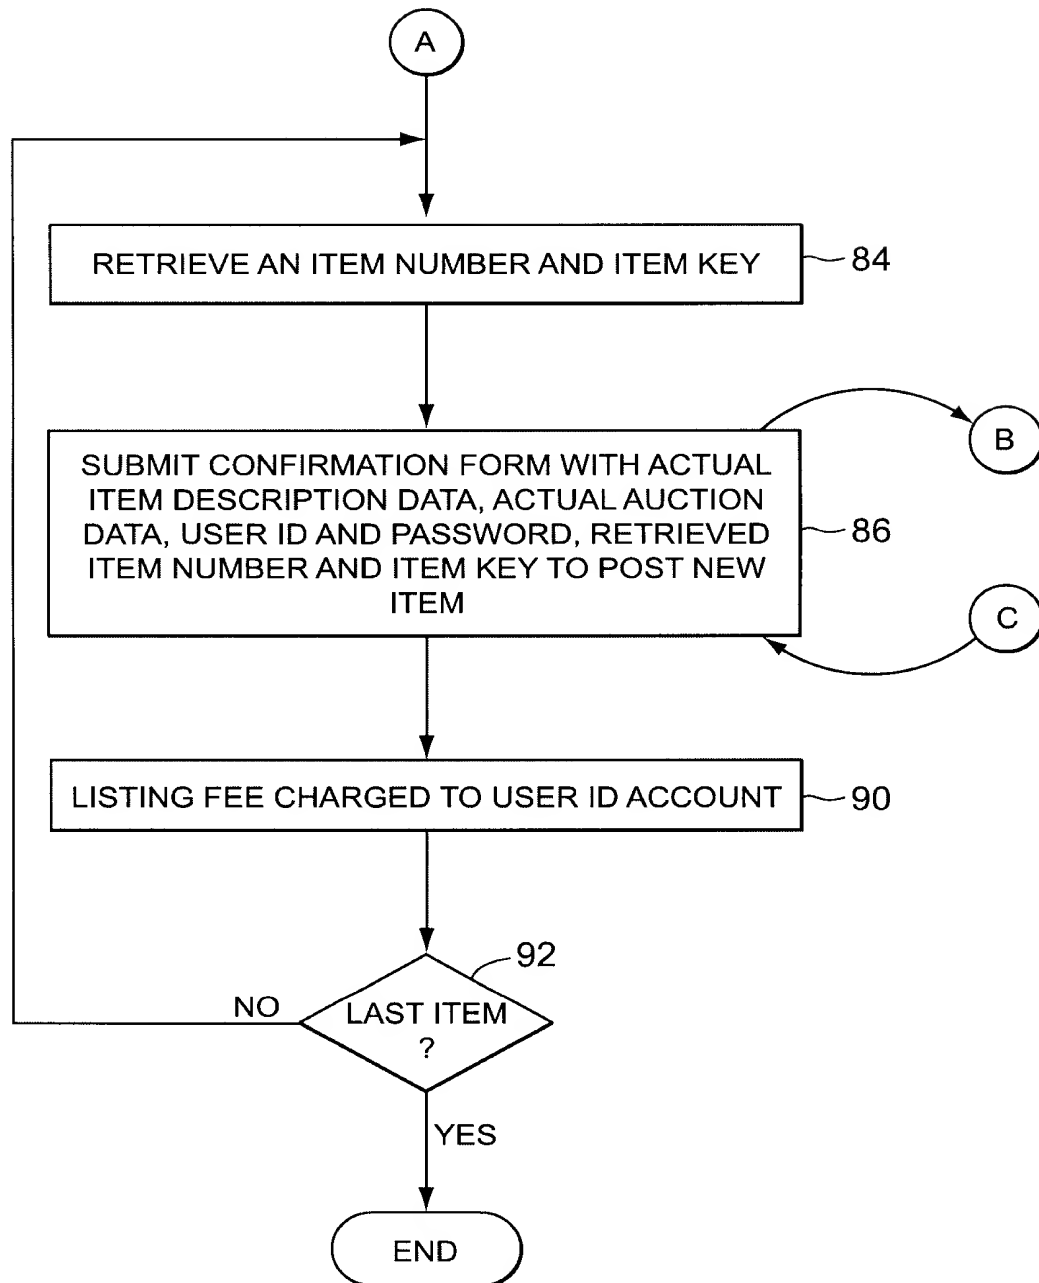 A
RETRIEVE AN ITEM NUMBER AND ITEM KEY
84
SUBMIT CONFIRMATION FORM WITH ACTUAL
ITEM DESCRIPTION DATA, ACTUAL AUCTION
DATA, USER ID AND PASSWORD, RETRIEVED
ITEM NUMBER AND ITEM KEY TO POST NEW
ITEM
86
B
C
LISTING FEE CHARGED TO USER ID ACCOUNT
90
92
LAST ITEM
?
NO
YES
END